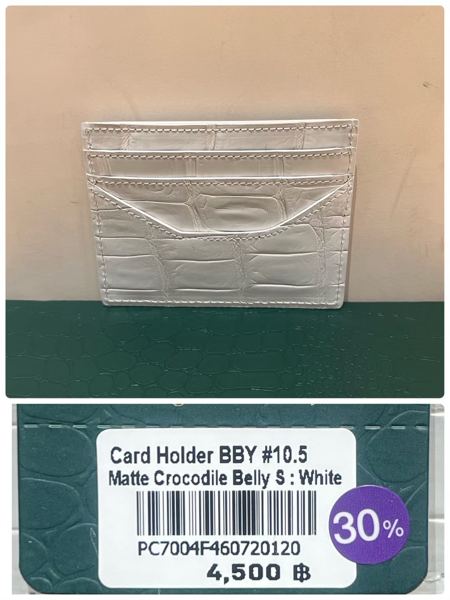 Card Holder BBY #10.5
Matte Crocodile Belly S : White
30%
PC7004F460720120
4,500 ฿